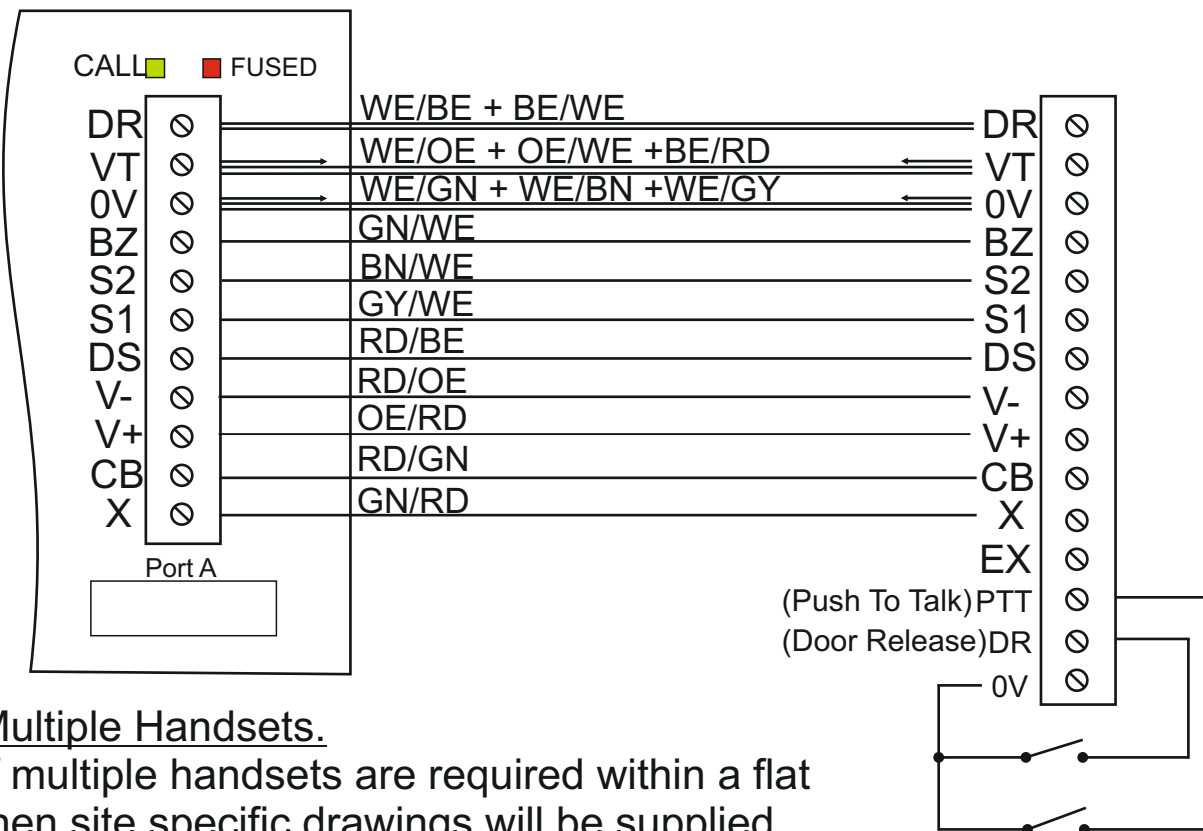 CALL FUSED
DR WE/BE + BE/WE DR
VT WE/OE + OE/WE +BE/RD VT
0V WE/GN + WE/BN +WE/GY 0V
BZ GN/WE BZ
S2 BN/WE S2
S1 GY/WE S1
DS RD/BE DS
V- RD/OE V-
V+ OE/RD V+
CB RD/GN CB
X GN/RD X
EX
Port A
(Push To Talk) PTT
(Door Release) DR
0V
Multiple Handsets.
multiple handsets are required within a flat
site specific drawings will be supplied